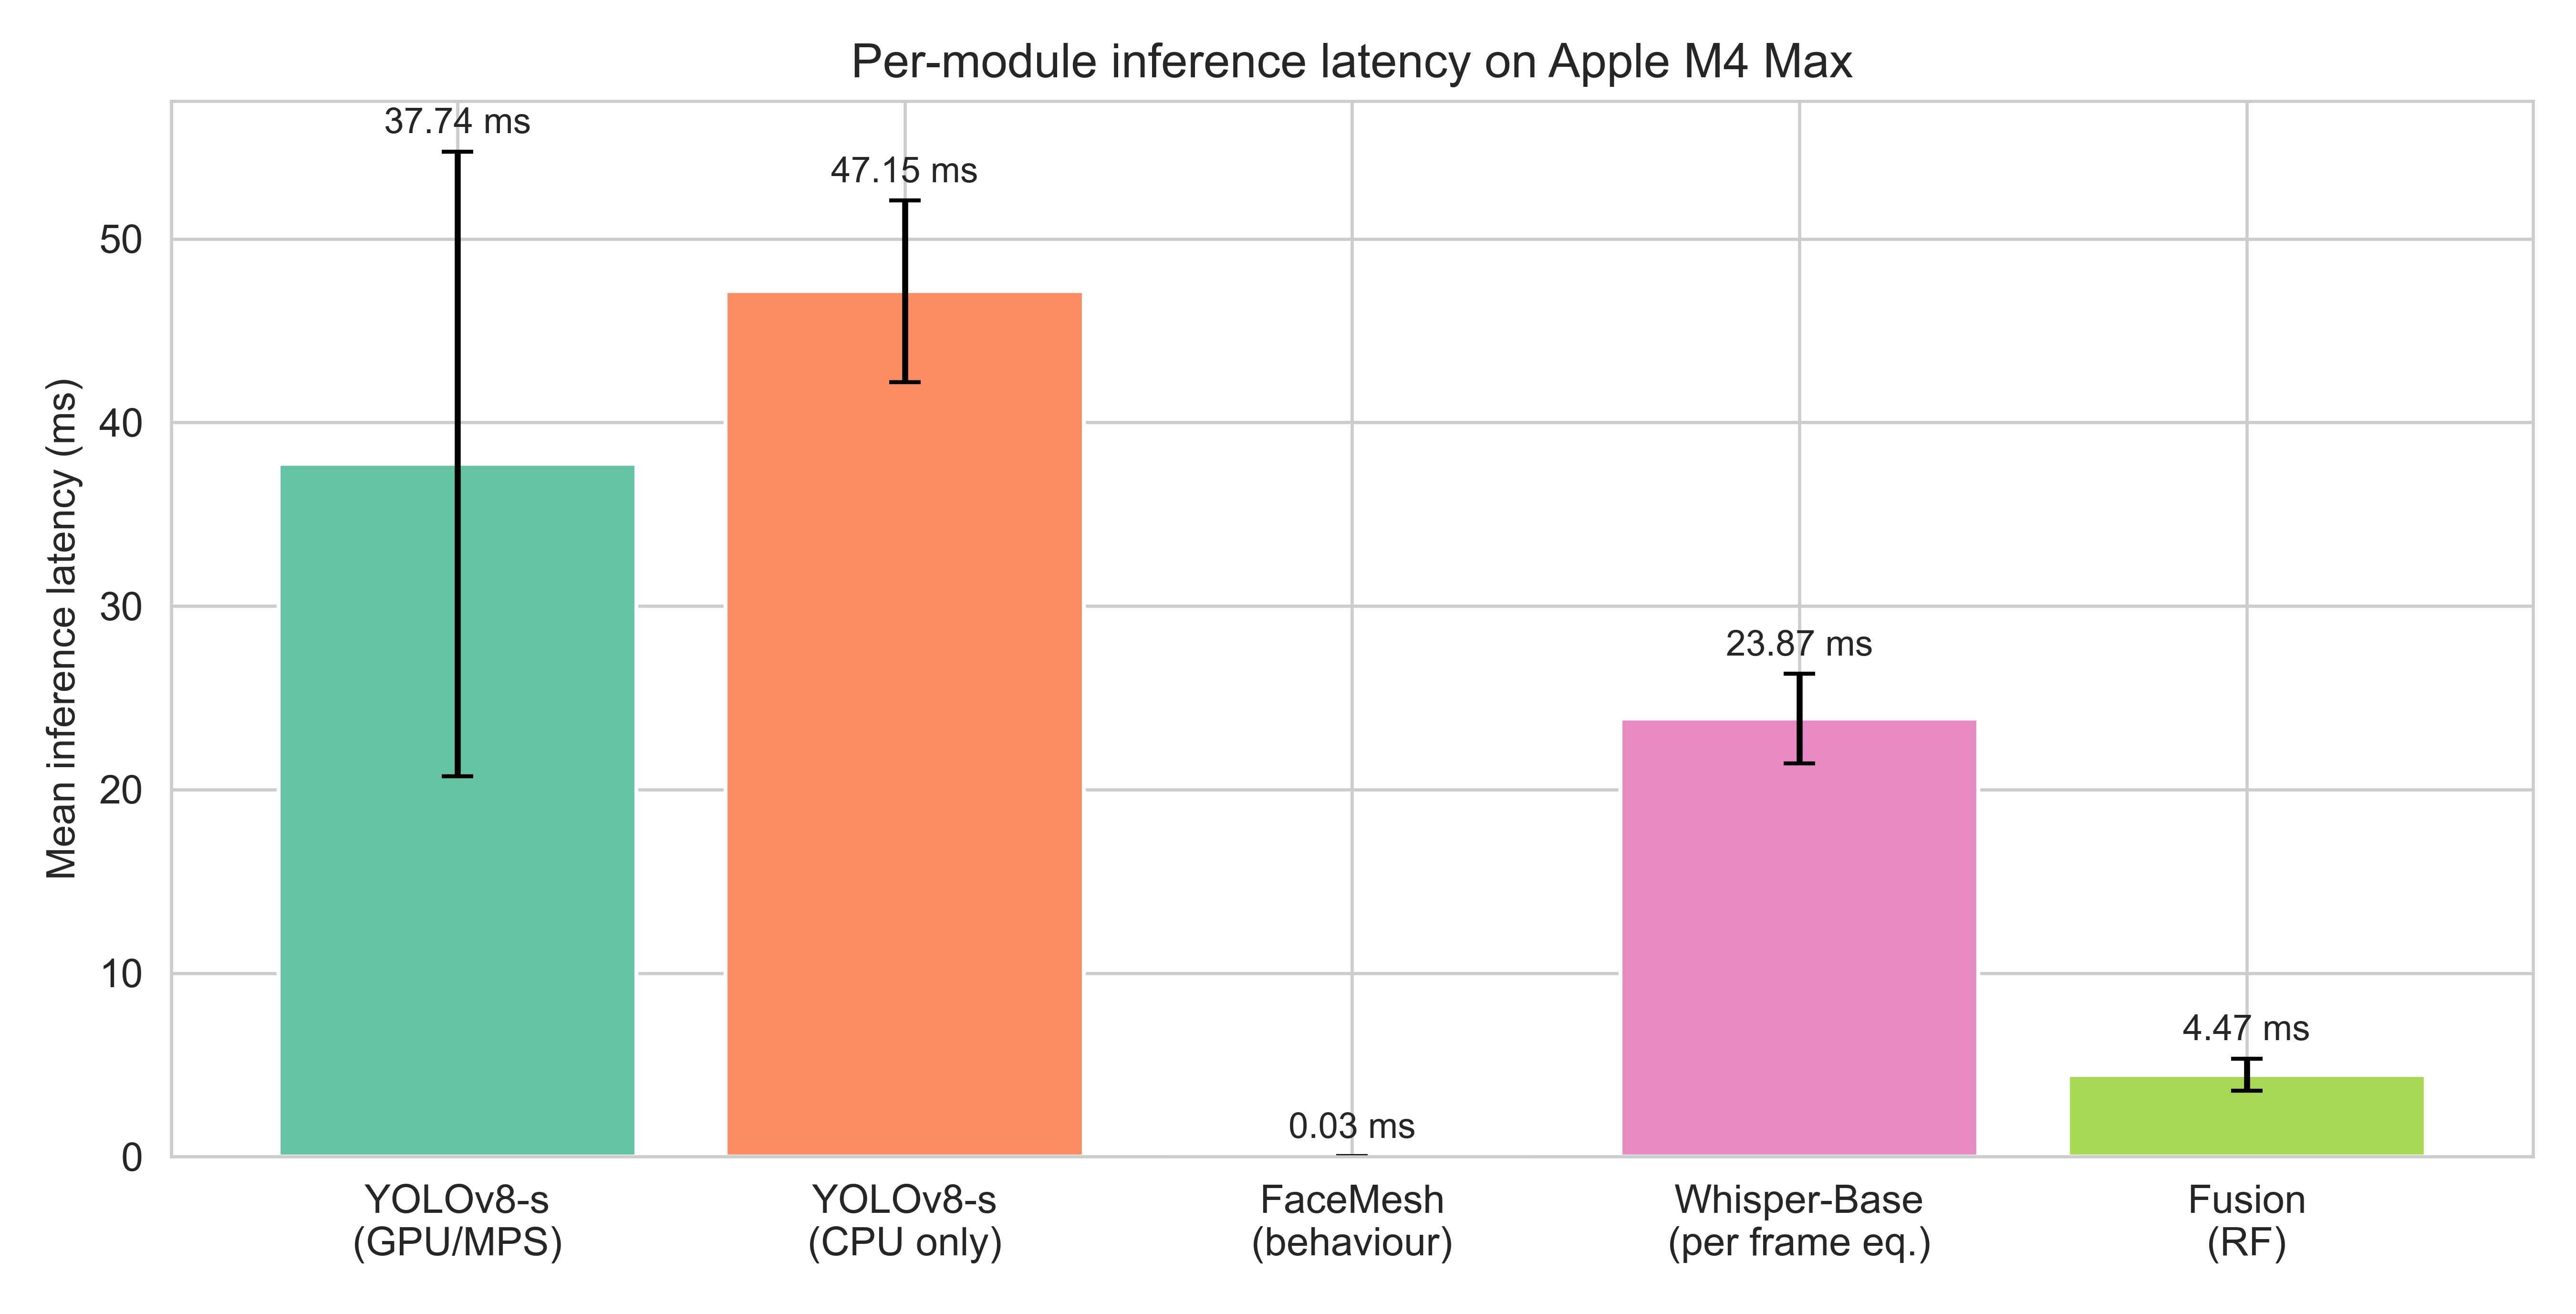 Per-module inference latency on Apple M4 Max
37.74 ms
47.15 ms
0.03 ms
23.87 ms
4.47 ms
Mean inference latency (ms)
50
40
30
20
10
0
YOLOv8-s
(GPU/MPS)
YOLOv8-s
(CPU only)
FaceMesh
(behaviour)
Whisper-Base
(per frame eq.)
Fusion
(RF)